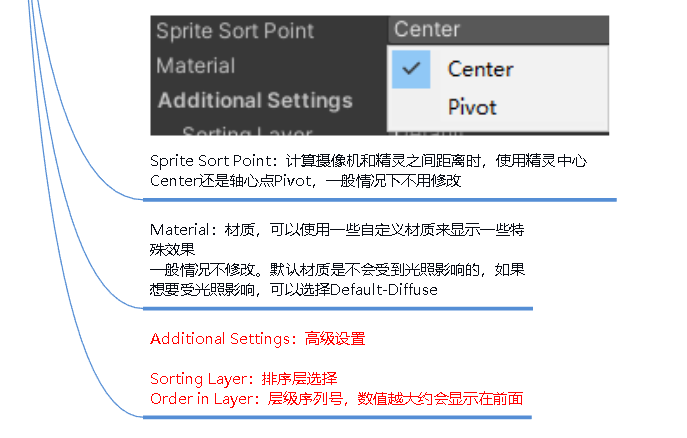 Sprite Sort Point
Center
Material
Center
Additional Settings
Pivot
Sorting Layer
Sprite Sort Point：计算摄像机和精灵之间距离时，使用精灵中心
Center还是轴心点Pivot，一般情况下不用修改
Material：材质，可以使用一些自定义材质来显示一些特
殊效果
一般情况不修改。默认材质是不会受到光照影响的，如果
想要受光照影响，可以选择Default-Diffuse
Additional Settings：高级设置
Sorting Layer：排序层选择
Order in Layer：层级序列号，数值越大约会显示在前面